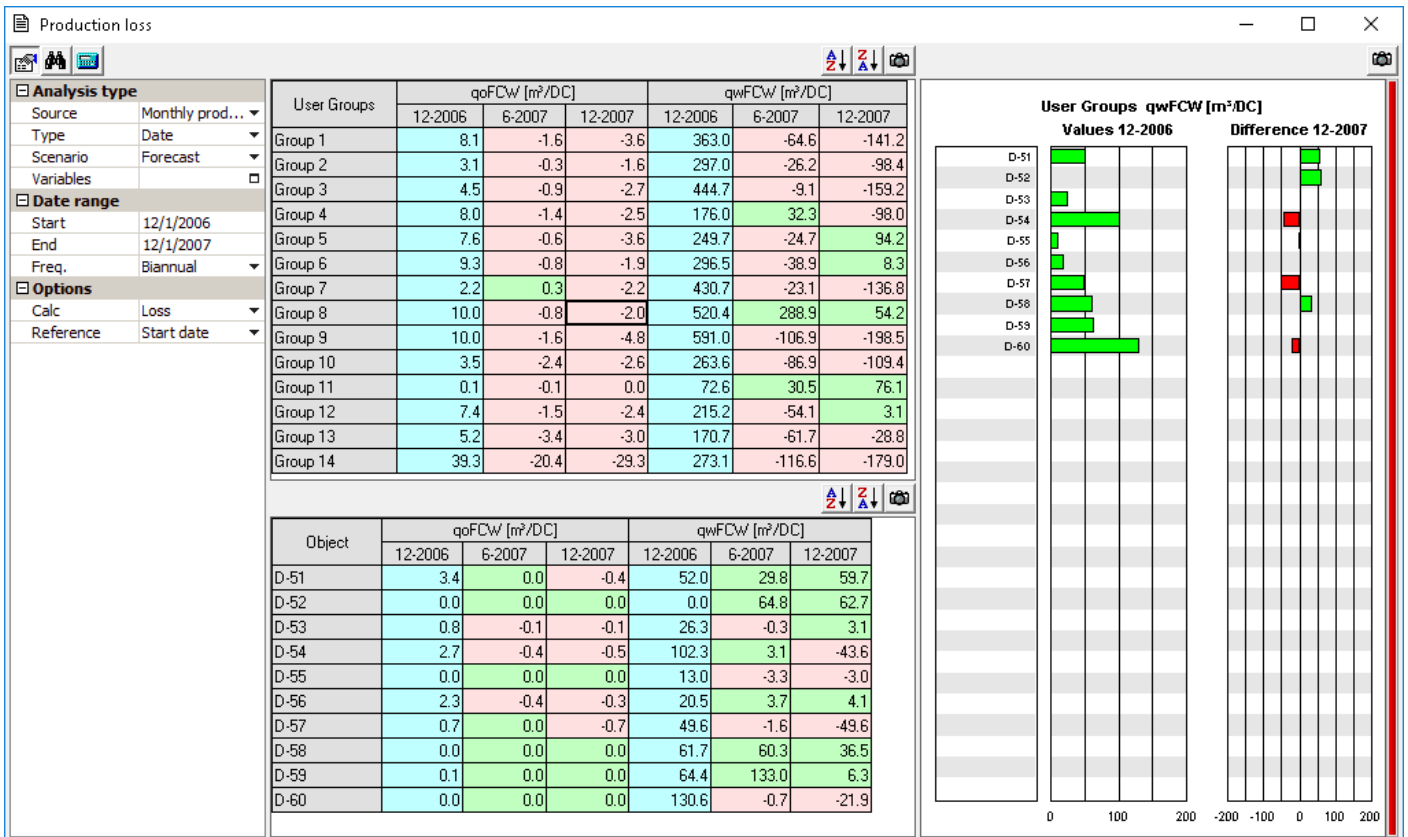 Production loss
Analysis type
Source Monthly prod...
Type Date
Scenario Forecast
Variables
Date range
Start 12/1/2006
End 12/1/2007
Freq. Biannual
Options
Calc Loss
Reference Start date
User Groups qoFCW [m³/DC] qwFCW [m³/DC]
12-2006 6-2007 12-2007 12-2006 6-2007 12-2007
Group 1 8.1 -1.6 -3.6 363.0 -64.6 -141.2
Group 2 3.1 -0.3 -1.6 297.0 -26.2 -98.4
Group 3 4.5 -0.9 -2.7 444.7 -9.1 -159.2
Group 4 8.0 -1.4 -2.5 176.0 32.3 -98.0
Group 5 7.6 -0.6 -3.6 249.7 -24.7 94.2
Group 6 9.3 -0.8 -1.9 296.5 -38.9 8.3
Group 7 2.2 0.3 -2.2 430.7 -23.1 -136.8
Group 8 10.0 -0.8 -2.0 520.4 288.9 54.2
Group 9 10.0 -1.6 -4.8 591.0 -106.9 -198.5
Group 10 3.5 -2.4 -2.6 263.6 -86.9 -109.4
Group 11 0.1 -0.1 0.0 72.6 30.5 76.1
Group 12 7.4 -1.5 -2.4 215.2 -54.1 3.1
Group 13 5.2 -3.4 -3.0 170.7 -61.7 -28.8
Group 14 39.3 -20.4 -29.3 273.1 -116.6 -179.0
Object qoFCW [m³/DC] qwFCW [m³/DC]
12-2006 6-2007 12-2007 12-2006 6-2007 12-2007
D-51 3.4 0.0 -0.4 52.0 29.8 59.7
D-52 0.0 0.0 0.0 0.0 64.8 62.7
D-53 0.8 -0.1 -0.1 26.3 -0.3 3.1
D-54 2.7 -0.4 -0.5 102.3 3.1 -43.6
D-55 0.0 0.0 0.0 13.0 -3.3 -3.0
D-56 2.3 -0.4 -0.3 20.5 3.7 4.1
D-57 0.7 0.0 -0.7 49.6 -1.6 -49.6
D-58 0.0 0.0 0.0 61.7 60.3 36.5
D-59 0.1 0.0 0.0 64.4 133.0 6.3
D-60 0.0 0.0 0.0 130.6 -0.7 -21.9
User Groups qwFCW [m³/DC]
Values 12-2006 Difference 12-2007
D-51
D-52
D-53
D-54
D-55
D-56
D-57
D-58
D-59
D-60
0 100 200 -200 -100 0 100 200